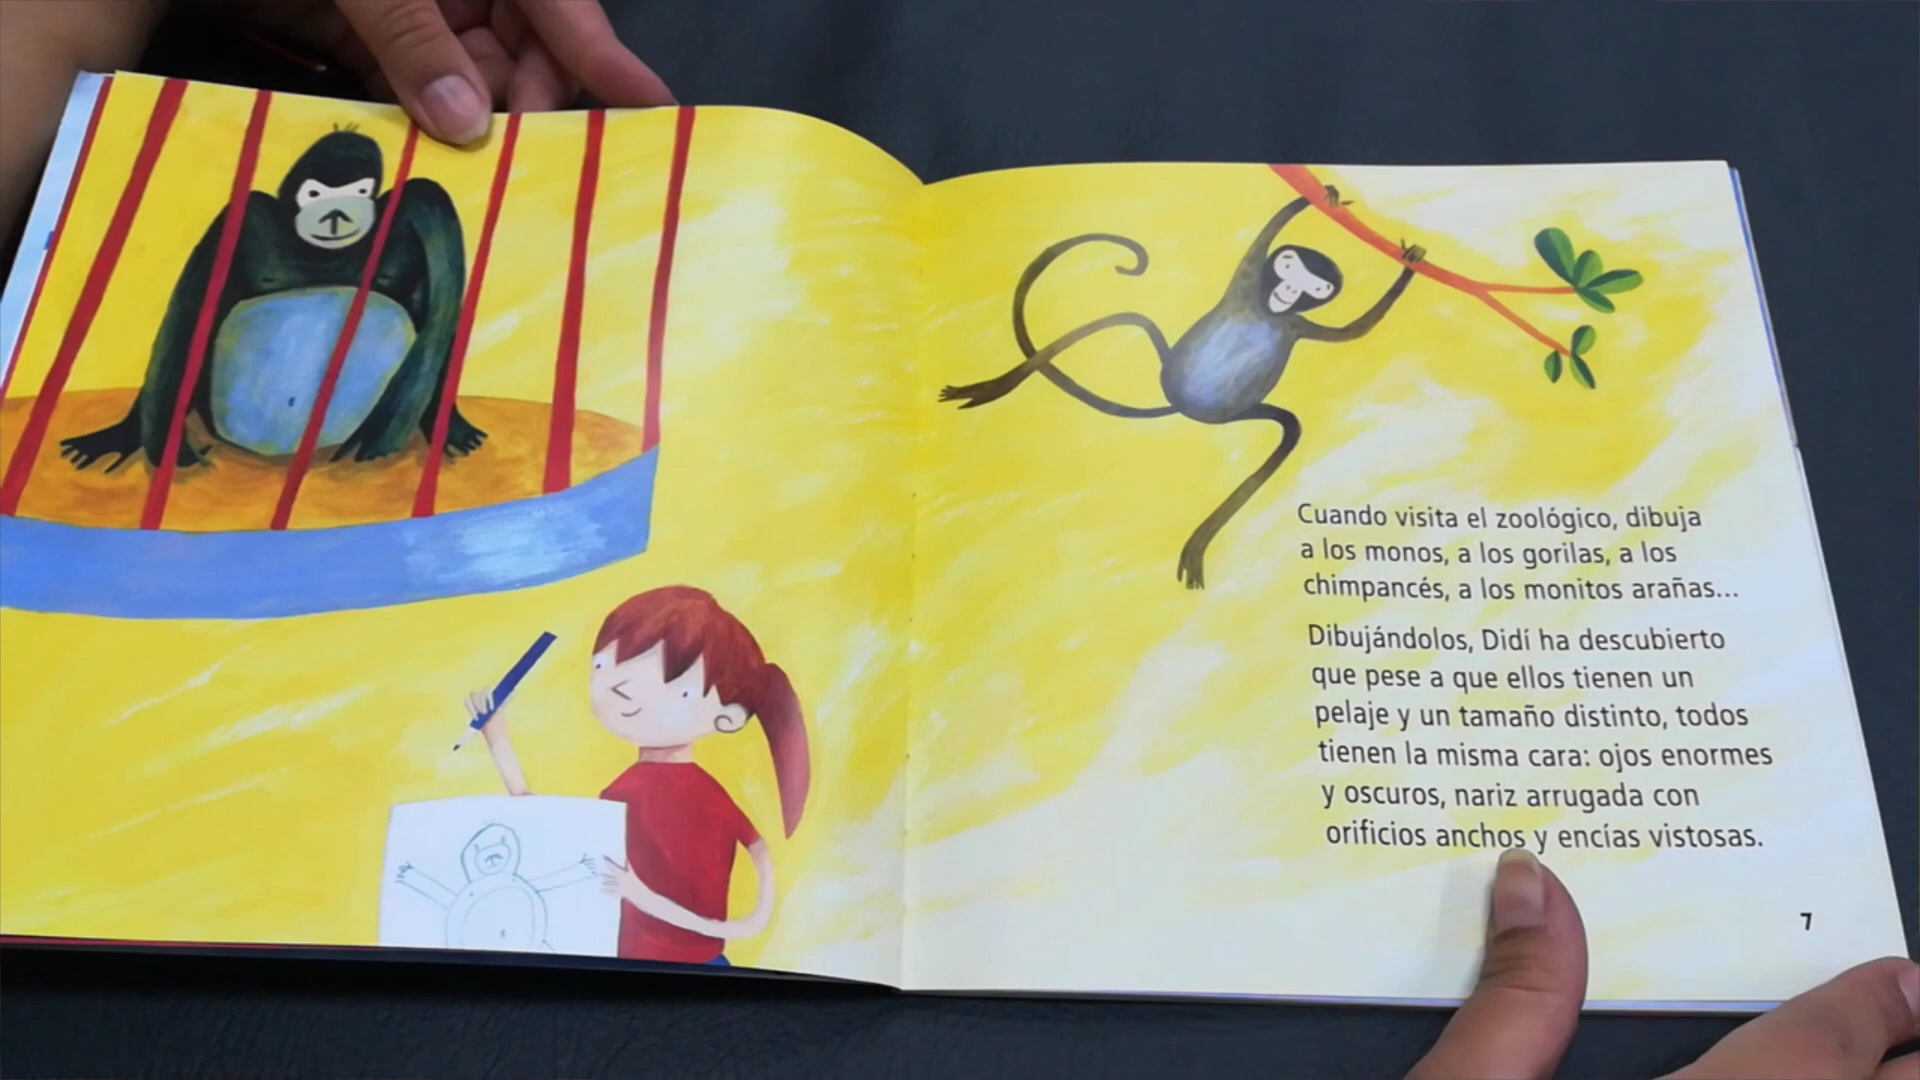 Cuando visita el zoológico, dibuja
a los monos, a los gorilas, a los
chimpancés, a los monitos arañas...
Dibujándolos, Didí ha descubierto
que pese a que ellos tienen un
pelaje y un tamaño distinto, todos
tienen la misma cara: ojos enormes
y oscuros, nariz arrugada con
orificios anchos y encías vistosas.
7